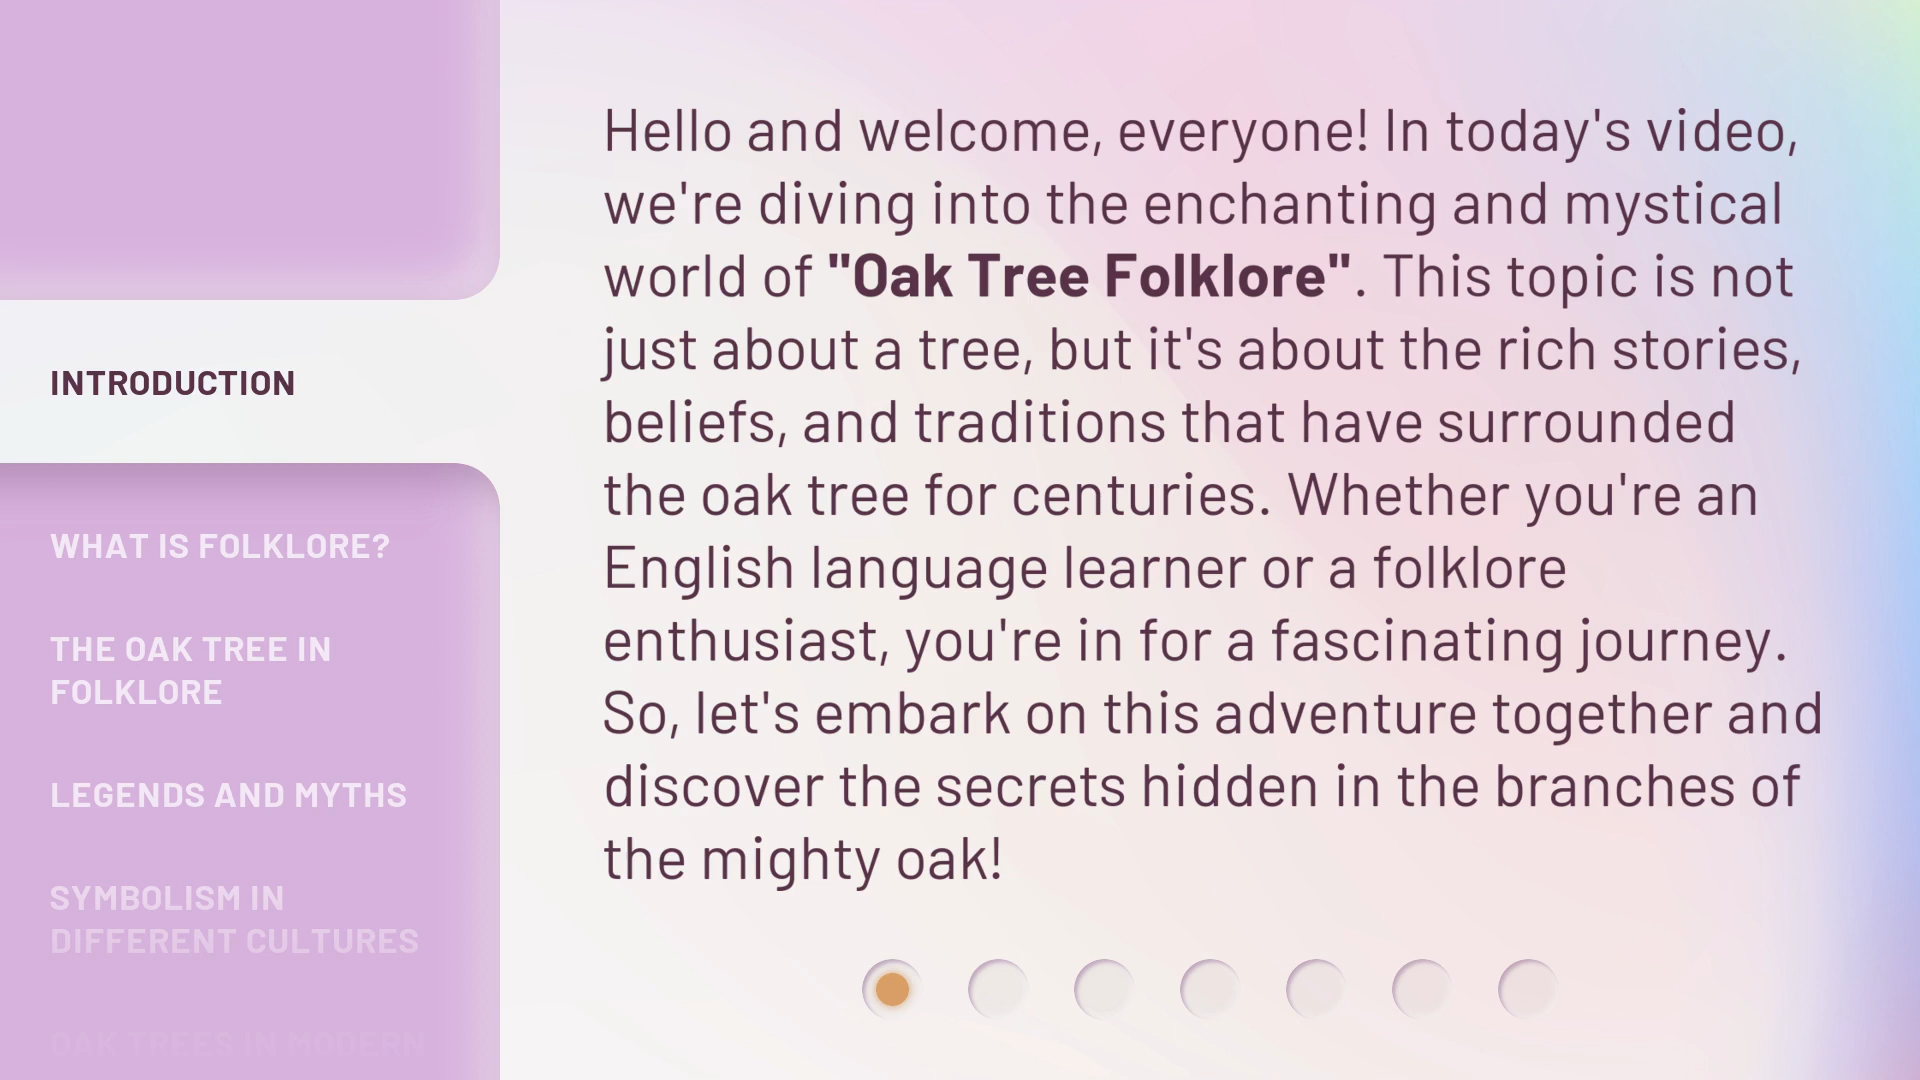 INTRODUCTION
WHAT IS FOLKLORE?
THE OAK TREE IN
FOLKLORE
LEGENDS AND MYTHS
SYMBOLISM IN
DIFFERENT CULTURES
OAK TREES IN MODERN
Hello and welcome, everyone! In today's video,
we're diving into the enchanting and mystical
world of "Oak Tree Folklore". This topic is not
just about a tree, but it's about the rich stories,
beliefs, and traditions that have surrounded
the oak tree for centuries. Whether you're an
English language learner or a folklore
enthusiast, you're in for a fascinating journey.
So, let's embark on this adventure together and
discover the secrets hidden in the branches of
the mighty oak!